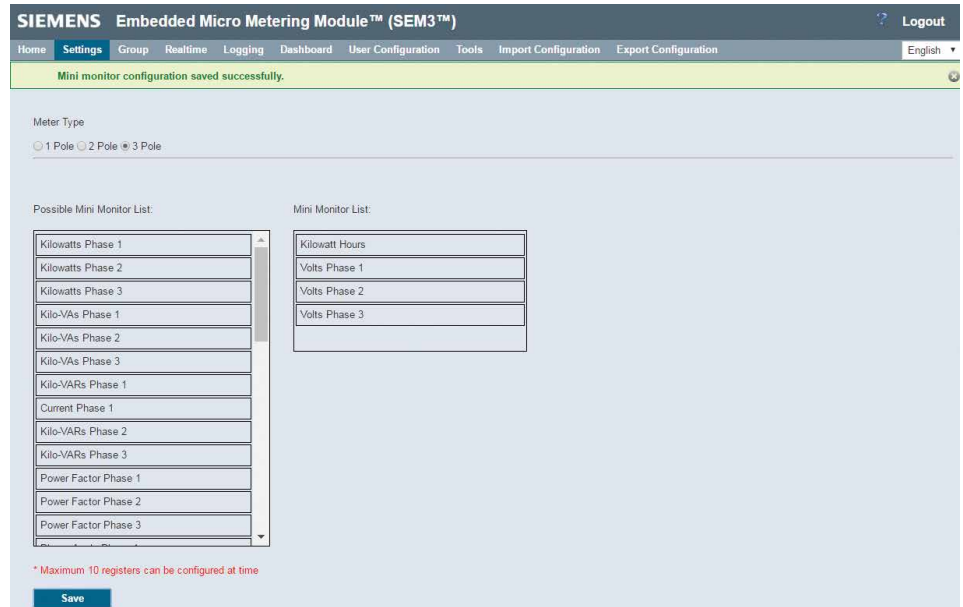 SIEMENS Embedded Micro Metering Module™ (SEM3™)
? Logout
Home Settings Group Realtime Logging Dashboard User Configuration Tools Import Configuration Export Configuration
English
Mini monitor configuration saved successfully.
Meter Type
1 Pole 2 Pole 3 Pole
Possible Mini Monitor List:
Kilowatts Phase 1
Kilowatts Phase 2
Kilowatts Phase 3
Kilo-VAs Phase 1
Kilo-VAs Phase 2
Kilo-VAs Phase 3
Kilo-VARs Phase 1
Current Phase 1
Kilo-VARs Phase 2
Kilo-VARs Phase 3
Power Factor Phase 1
Power Factor Phase 2
Power Factor Phase 3
Mini Monitor List:
Kilowatt Hours
Volts Phase 1
Volts Phase 2
Volts Phase 3
* Maximum 10 registers can be configured at time
Save